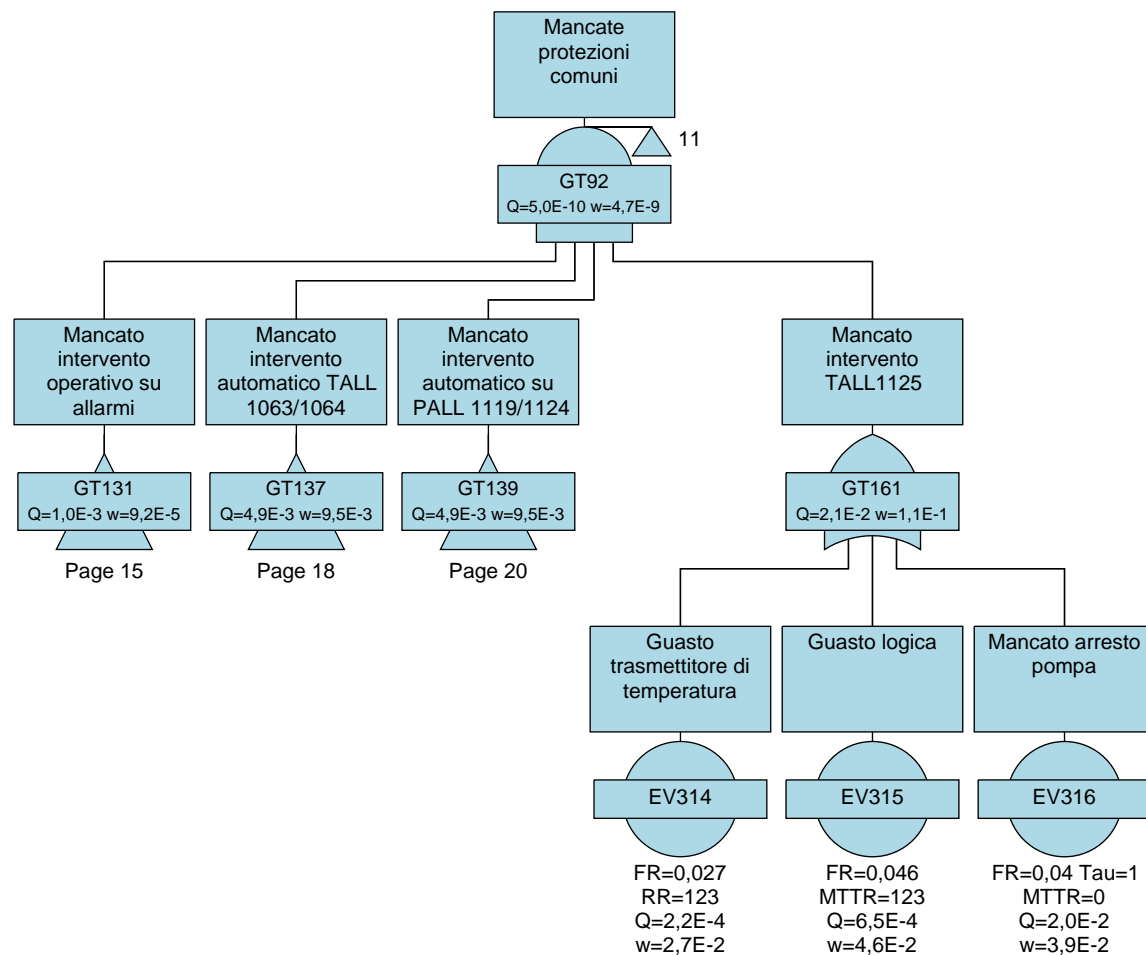 Mancate
protezioni
comuni
11
GT92
Q=5,0E-10 w=4,7E-9
Mancato
intervento
operativo su
allarmi
Mancato
intervento
automatico TALL
1063/1064
Mancato
intervento
automatico su
PALL 1119/1124
Mancato
intervento
TALL1125
GT131
Q=1,0E-3 w=9,2E-5
Page 15
GT137
Q=4,9E-3 w=9,5E-3
Page 18
GT139
Q=4,9E-3 w=9,5E-3
Page 20
GT161
Q=2,1E-2 w=1,1E-1
Guasto
trasmettitore di
temperatura
Guasto logica
Mancato arresto
pompa
EV314
FR=0,027
RR=123
Q=2,2E-4
w=2,7E-2
EV315
FR=0,046
MTTR=123
Q=6,5E-4
w=4,6E-2
EV316
FR=0,04 Tau=1
MTTR=0
Q=2,0E-2
w=3,9E-2